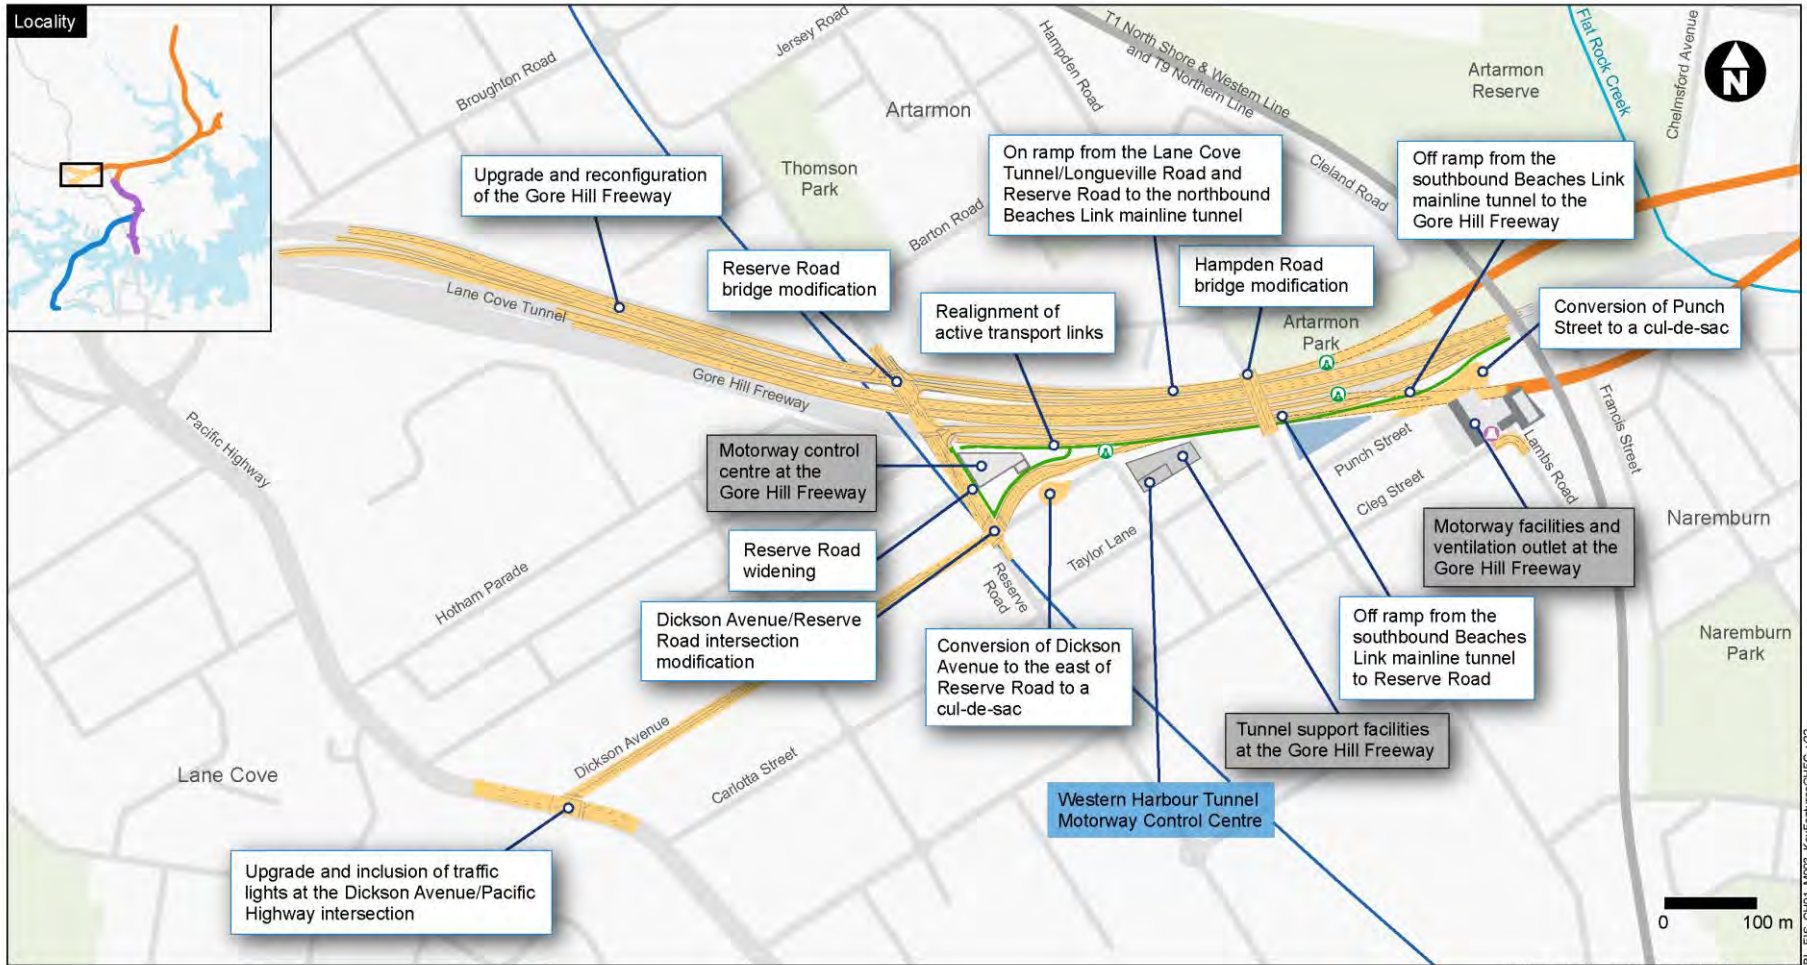 Locality
N
Broughton Road
Jersey Road
Hampden Road
T1 North Shore & Western Line
and T9 Northern Line
Artarmon
Reserve
Flat Rock Creek
Chelmsford Avenue
Artarmon
Thomson
Park
Barton Road
Cleland Road
Upgrade and reconfiguration
of the Gore Hill Freeway
On ramp from the Lane Cove
Tunnel/Longueville Road and
Reserve Road to the northbound
Beaches Link mainline tunnel
Off ramp from the
southbound Beaches Link
mainline tunnel to the
Gore Hill Freeway
Reserve Road
bridge modification
Hampden Road
bridge modification
Realignment of
active transport links
Artarmon
Park
Conversion of Punch
Street to a cul-de-sac
Lane Cove Tunnel
Gore Hill Freeway
Pacific Highway
Motorway control
centre at the
Gore Hill Freeway
Punch Street
Cleg Street
Lambs Road
Francis Street
Naremburn
Motorway facilities and
ventilation outlet at the
Gore Hill Freeway
Reserve Road
widening
Taylor Lane
Reserve
Road
Hotham Parade
Dickson Avenue/Reserve
Road intersection
modification
Conversion of Dickson
Avenue to the east of
Reserve Road to a
cul-de-sac
Off ramp from the
southbound Beaches
Link mainline tunnel
to Reserve Road
Naremburn
Park
Tunnel support facilities
at the Gore Hill Freeway
Dickson Avenue
Carlotta Street
Lane Cove
Western Harbour Tunnel
Motorway Control Centre
Upgrade and inclusion of traffic
lights at the Dickson Avenue/Pacific
Highway intersection
0 100 m